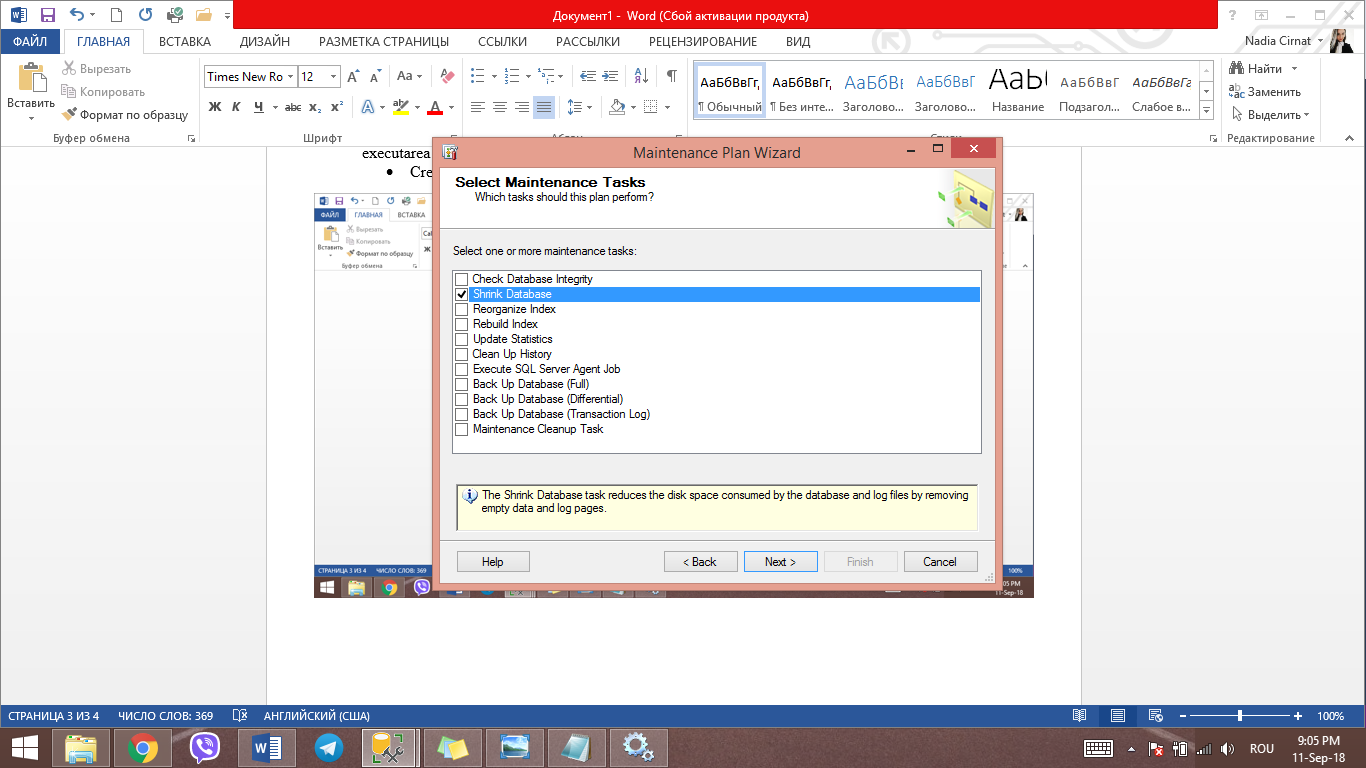 Документ1 - Word (Сбой активации продукта)
ФАЙЛ ГЛАВНАЯ ВСТАВКА ДИЗАЙН РАЗМЕТКА СТРАНИЦЫ ССЫЛКИ РАССЫЛКИ РЕЦЕНЗИРОВАНИЕ ВИД Nadia Cirnat
Вставить
Вырезать
Копировать
Формат по образцу
Буфер обмена
Times New Ro 12
Ж К Ч abc x₂ x²
Шрифт
АаБбВвГг,
¶ Обычный
АаБбВвГг,
¶ Без инте...
АаБбВ
Заголово...
АаБбВвГ
Заголово...
Название
АаБбВвГг
Подзагол...
АаБбВвГг
Слабое в...
Найти
Заменить
Выделить
Редактирование
executarea
• Cre
ФАЙЛ ГЛАВНАЯ ВСТАВКА
Вставить
Вырезать
Копировать
Формат по образцу
Буфер обмена
Maintenance Plan Wizard
Select Maintenance Tasks
Which tasks should this plan perform?
Select one or more maintenance tasks:
Check Database Integrity
Shrink Database
Reorganize Index
Rebuild Index
Update Statistics
Clean Up History
Execute SQL Server Agent Job
Back Up Database (Full)
Back Up Database (Differential)
Back Up Database (Transaction Log)
Maintenance Cleanup Task
The Shrink Database task reduces the disk space consumed by the database and log files by removing
empty data and log pages.
Help < Back Next > Finish Cancel
СТРАНИЦА 3 ИЗ 4 ЧИСЛО СЛОВ: 369 100%
:05 PM
11-Sep-18
СТРАНИЦА 3 ИЗ 4 ЧИСЛО СЛОВ: 369 АНГЛИЙСКИЙ (США) 100%
ROU
9:05 PM
11-Sep-18